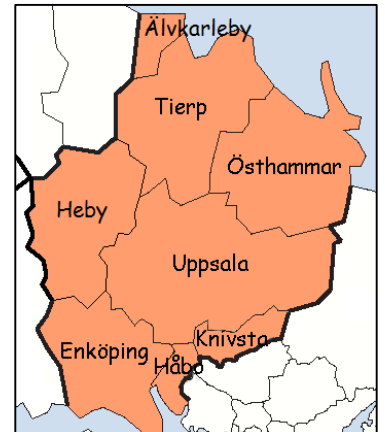 Älvkarleby
Tierp
Östhammar
Heby
Uppsala
Knivsta
Enköping
Håbo